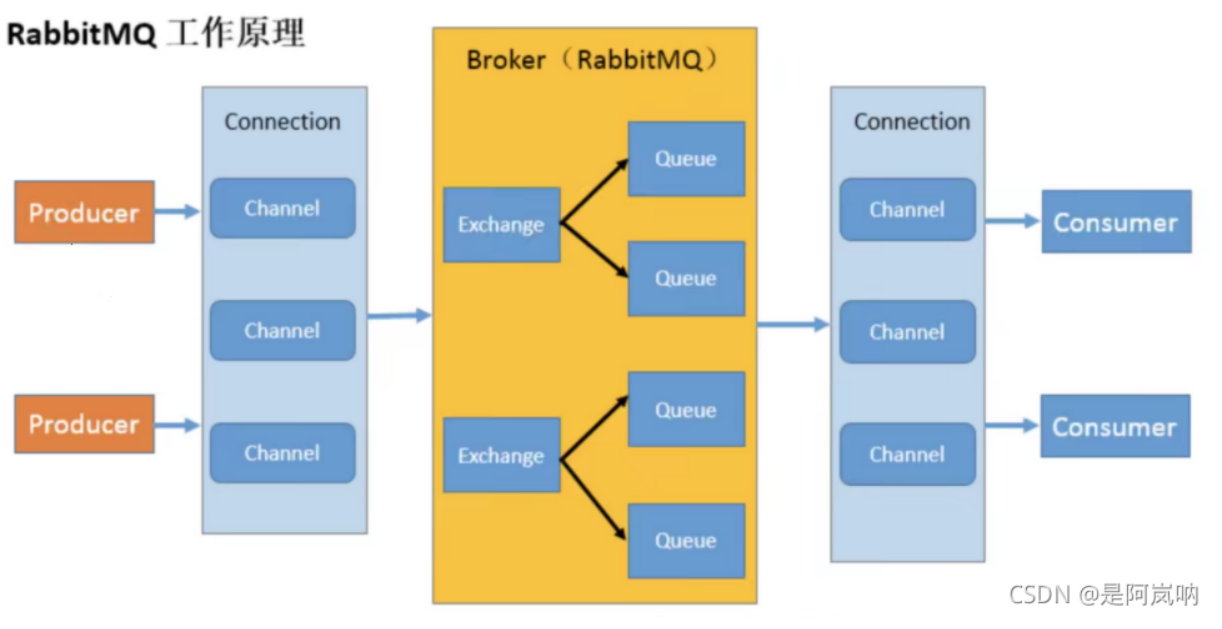 RabbitMQ 工作原理
Broker（RabbitMQ）
Connection
Channel
Channel
Channel
Producer
Producer
Exchange
Queue
Queue
Exchange
Queue
Queue
Connection
Channel
Channel
Channel
Consumer
Consumer
CSDN @是阿岚呐